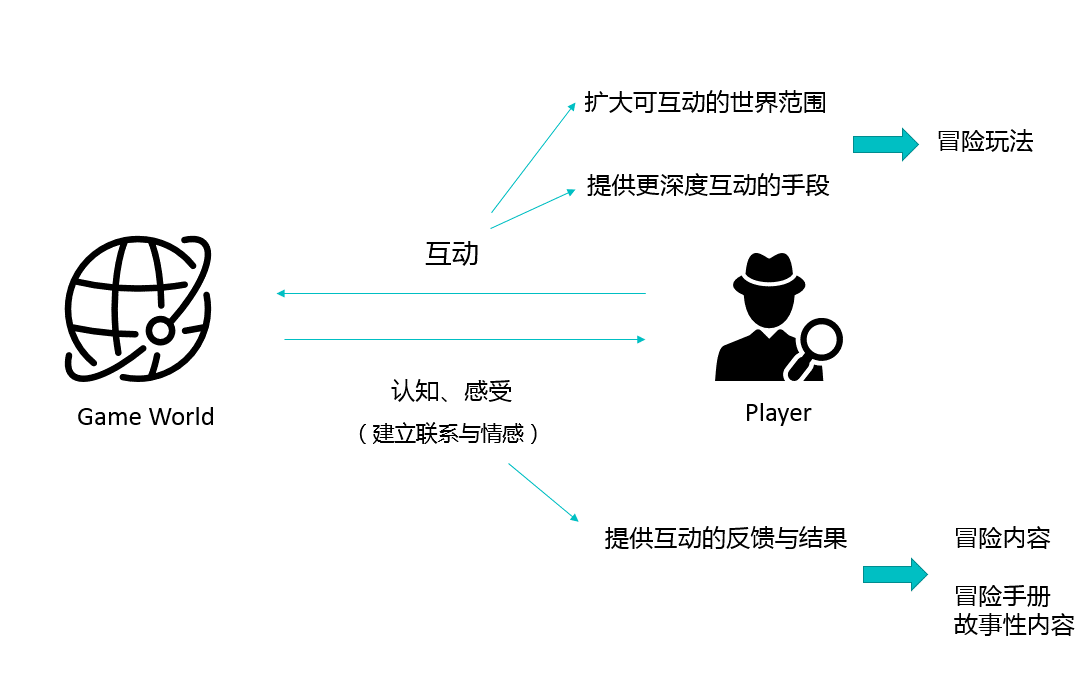 扩大可互动的世界范围
冒险玩法
提供更深度互动的手段
互动
Game World
认知、感受
（建立联系与情感）
Player
提供互动的反馈与结果
冒险内容
冒险手册
故事性内容